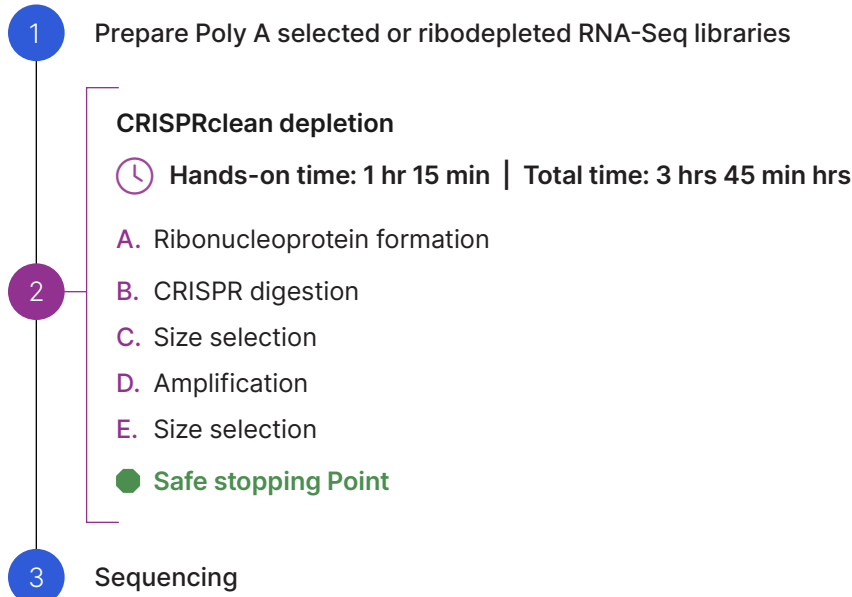 1 Prepare Poly A selected or ribodepleted RNA-Seq libraries
CRISPRclean depletion
Hands-on time: 1 hr 15 min | Total time: 3 hrs 45 min hrs
A. Ribonucleoprotein formation
2
B. CRISPR digestion
C. Size selection
D. Amplification
E. Size selection
Safe stopping Point
3 Sequencing